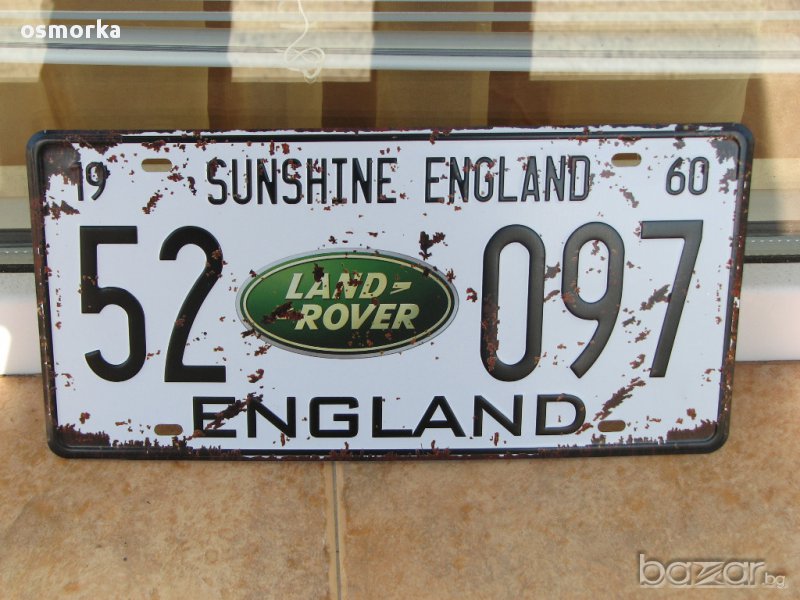 osmorka
19 SUNSHINE ENGLAND 60
52 LAND-ROVER 097
ENGLAND
bazar.bg